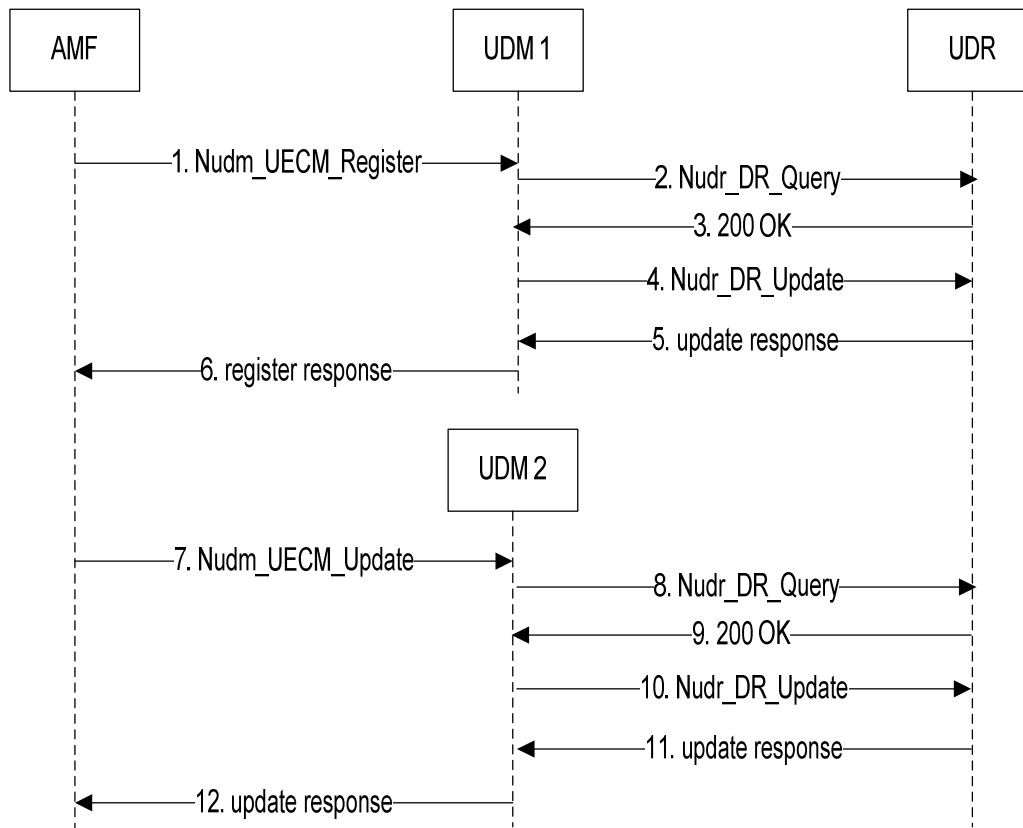 AMF
UDM 1
UDR
1. Nudm_UECM_Register
2. Nudr_DR_Query
3. 200 OK
4. Nudr_DR_Update
5. update response
6. register response
UDM 2
7. Nudm_UECM_Update
8. Nudr_DR_Query
9. 200 OK
10. Nudr_DR_Update
11. update response
12. update response